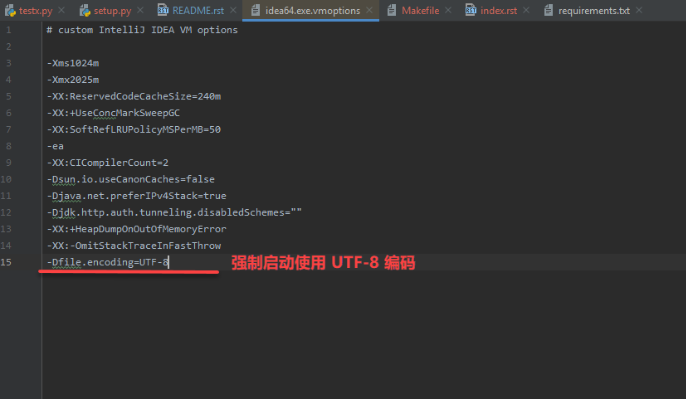 testx.py setup.py README.rst idea64.exe.vmoptions Makefile index.rst requirements.txt
1 # custom IntelliJ IDEA VM options
2
3 -Xms1024m
4 -Xmx2025m
5 -XX:ReservedCodeCacheSize=240m
6 -XX:+UseConcMarkSweepGC
7 -XX:SoftRefLRUPolicyMSPerMB=50
8 -ea
9 -XX:CICompilerCount=2
10 -Dsun.io.useCanonCaches=false
11 -Djava.net.preferIPv4Stack=true
12 -Djdk.http.auth.tunneling.disabledSchemes=""
13 -XX:+HeapDumpOnOutOfMemoryError
14 -XX:-OmitStackTraceInFastThrow
15 -Dfile.encoding=UTF-8 强制启动使用 UTF-8 编码